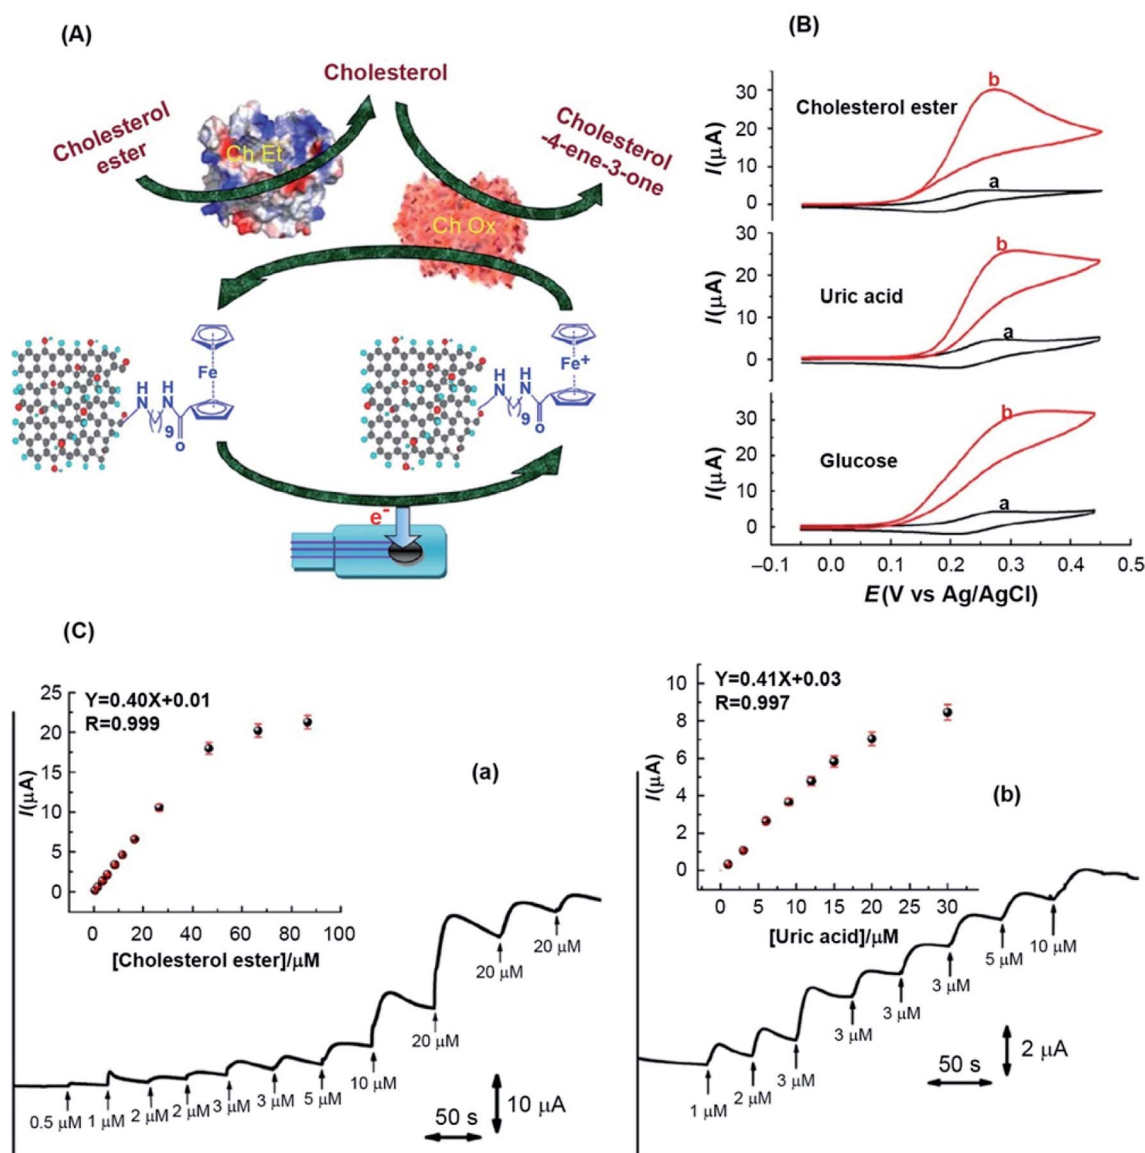 (A)
Cholesterol
Cholesterol
ester
Ch Et
Cholesterol
-4-ene-3-one
Ch Ox
Fe
H
N
H
N
9
O
Fe+
H
N
H
N
9
O
e-
(B)
I(μA)
30
20
10
0
Cholesterol ester
b
a
I(μA)
30
20
10
0
Uric acid
b
a
I(μA)
30
20
10
0
Glucose
b
a
–0.1 0.0 0.1 0.2 0.3 0.4 0.5
E(V vs Ag/AgCl)
(C)
Y=0.40X+0.01
R=0.999
I(μA)
25
20
15
10
5
0
0 20 40 60 80 100
[Cholesterol ester]/μM
(a)
0.5 μM
1 μM
2 μM
2 μM
3 μM
3 μM
5 μM
10 μM
20 μM
20 μM
20 μM
50 s
10 μA
Y=0.41X+0.03
R=0.997
I(μA)
10
8
6
4
2
0
0 5 10 15 20 25 30
[Uric acid]/μM
(b)
1 μM
2 μM
3 μM
3 μM
3 μM
3 μM
5 μM
10 μM
50 s
2 μA